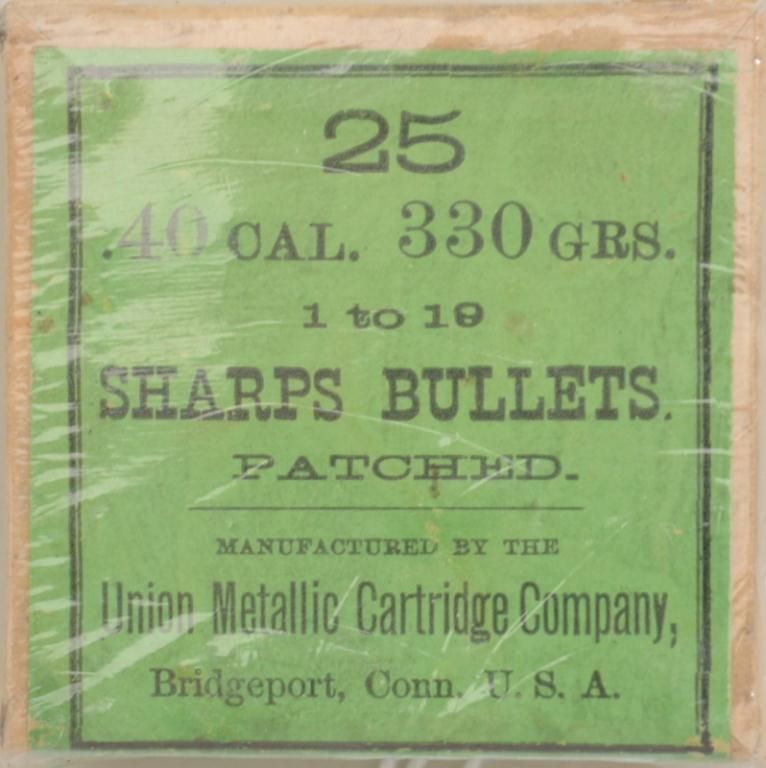 25
.40 CAL. 330 GRS.
1 to 19
SHARPS BULLETS.
PATCHED.
MANUFACTURED BY THE
Union Metallic Cartridge Company,
Bridgeport, Conn. U. S. A.